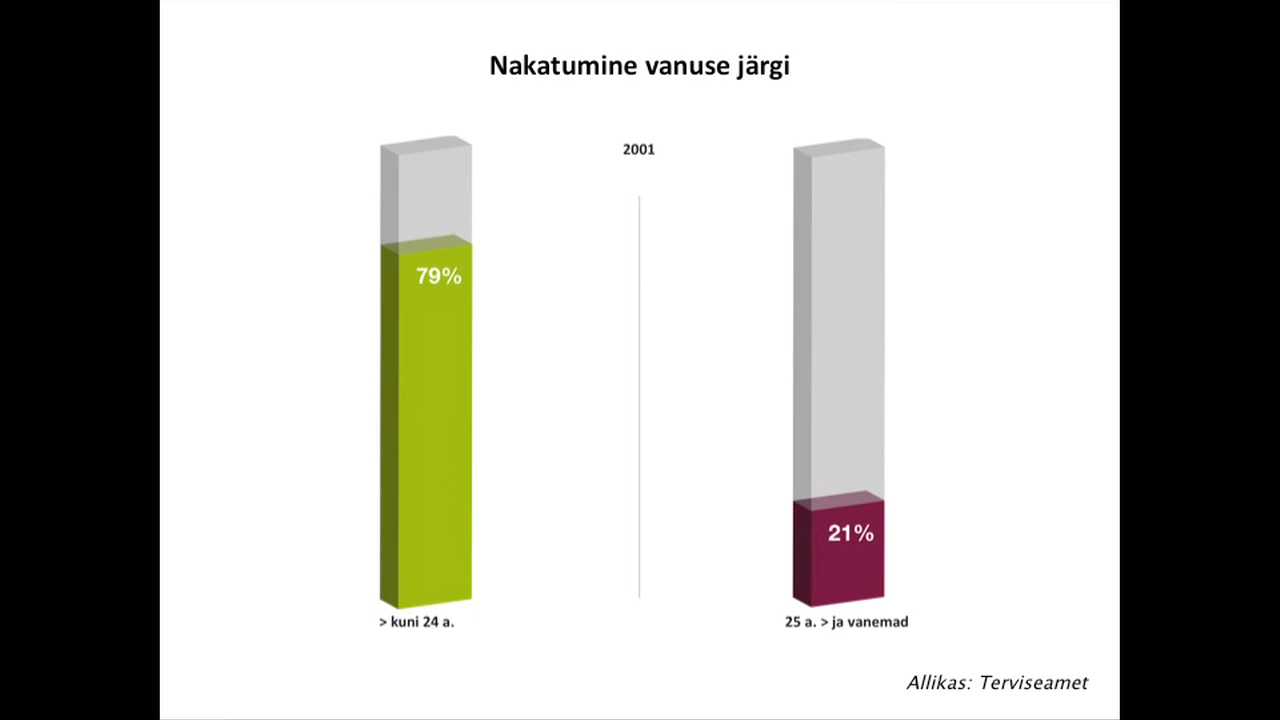 Nakatumine vanuse järgi
2001
79%
21%
> kuni 24 a.
25 a. > ja vanemad
Allikas: Terviseamet